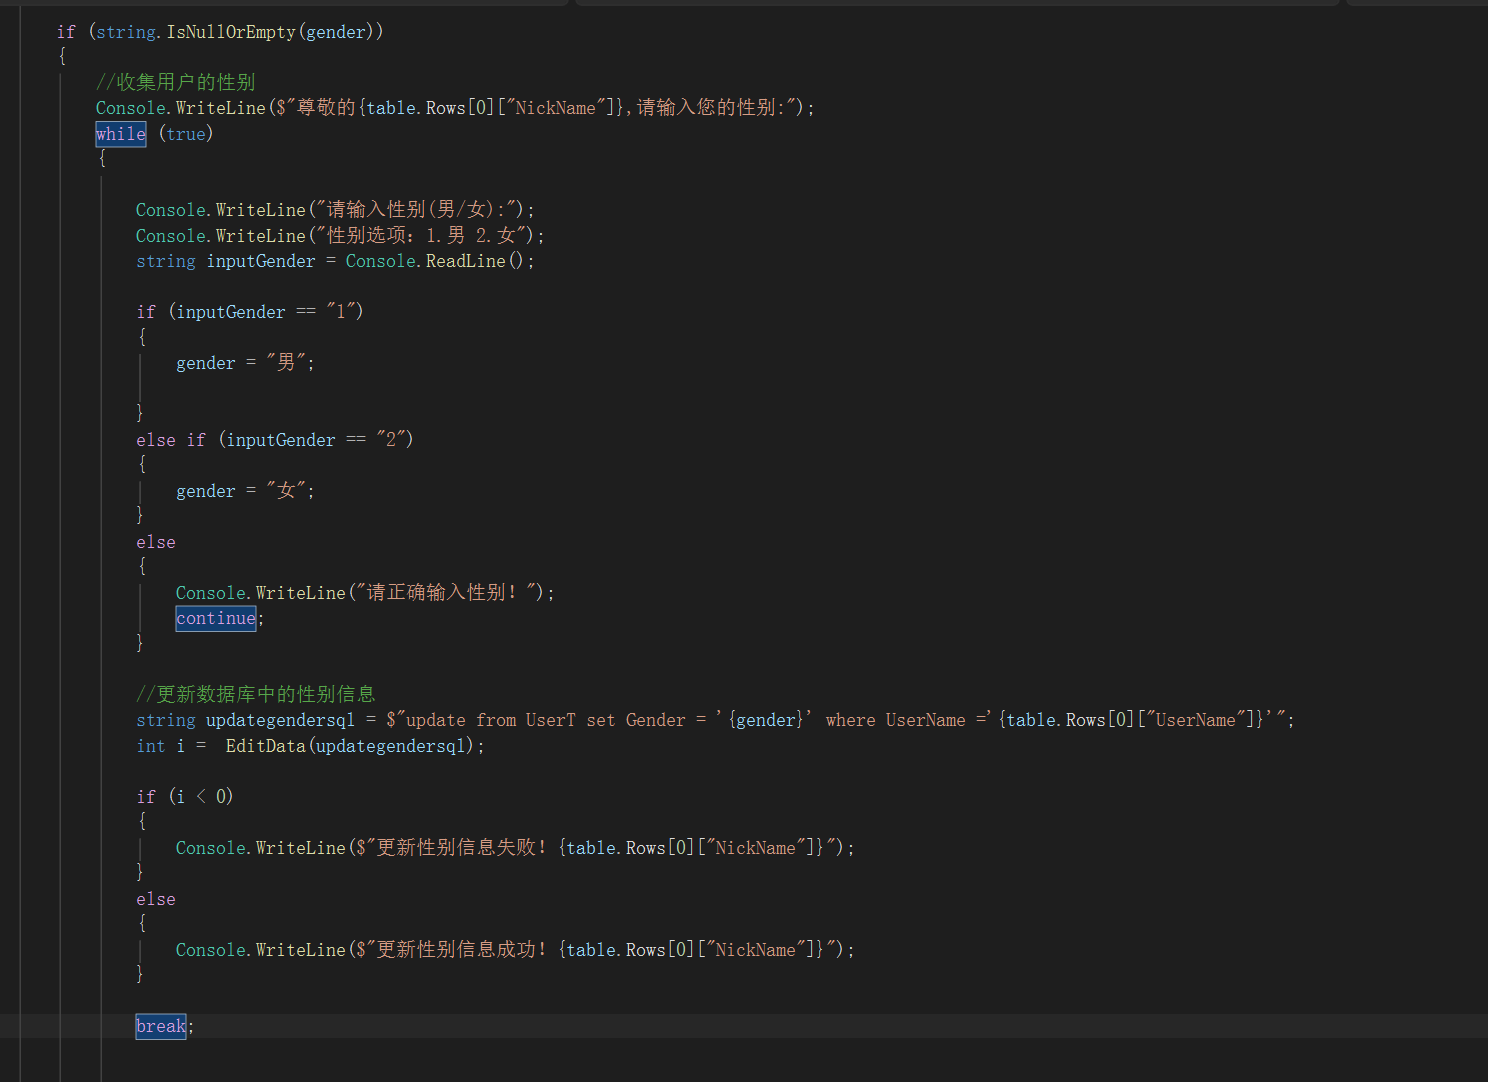 if (string.IsNullOrEmpty(gender))
{
//收集用户的性别
Console.WriteLine($"尊敬的{table.Rows[0]["NickName"]},请输入您的性别:");
while (true)
{
Console.WriteLine("请输入性别(男/女):");
Console.WriteLine("性别选项：1.男 2.女");
string inputGender = Console.ReadLine();
if (inputGender == "1")
{
gender = "男";
}
else if (inputGender == "2")
{
gender = "女";
}
else
{
Console.WriteLine("请正确输入性别！");
continue;
}
//更新数据库中的性别信息
string updategendersql = $"update from UserT set Gender = '{gender}' where UserName ='{table.Rows[0]["UserName"]}'";
int i =  EditData(updategendersql);
if (i < 0)
{
Console.WriteLine($"更新性别信息失败！{table.Rows[0]["NickName"]}");
}
else
{
Console.WriteLine($"更新性别信息成功！{table.Rows[0]["NickName"]}");
}
break;